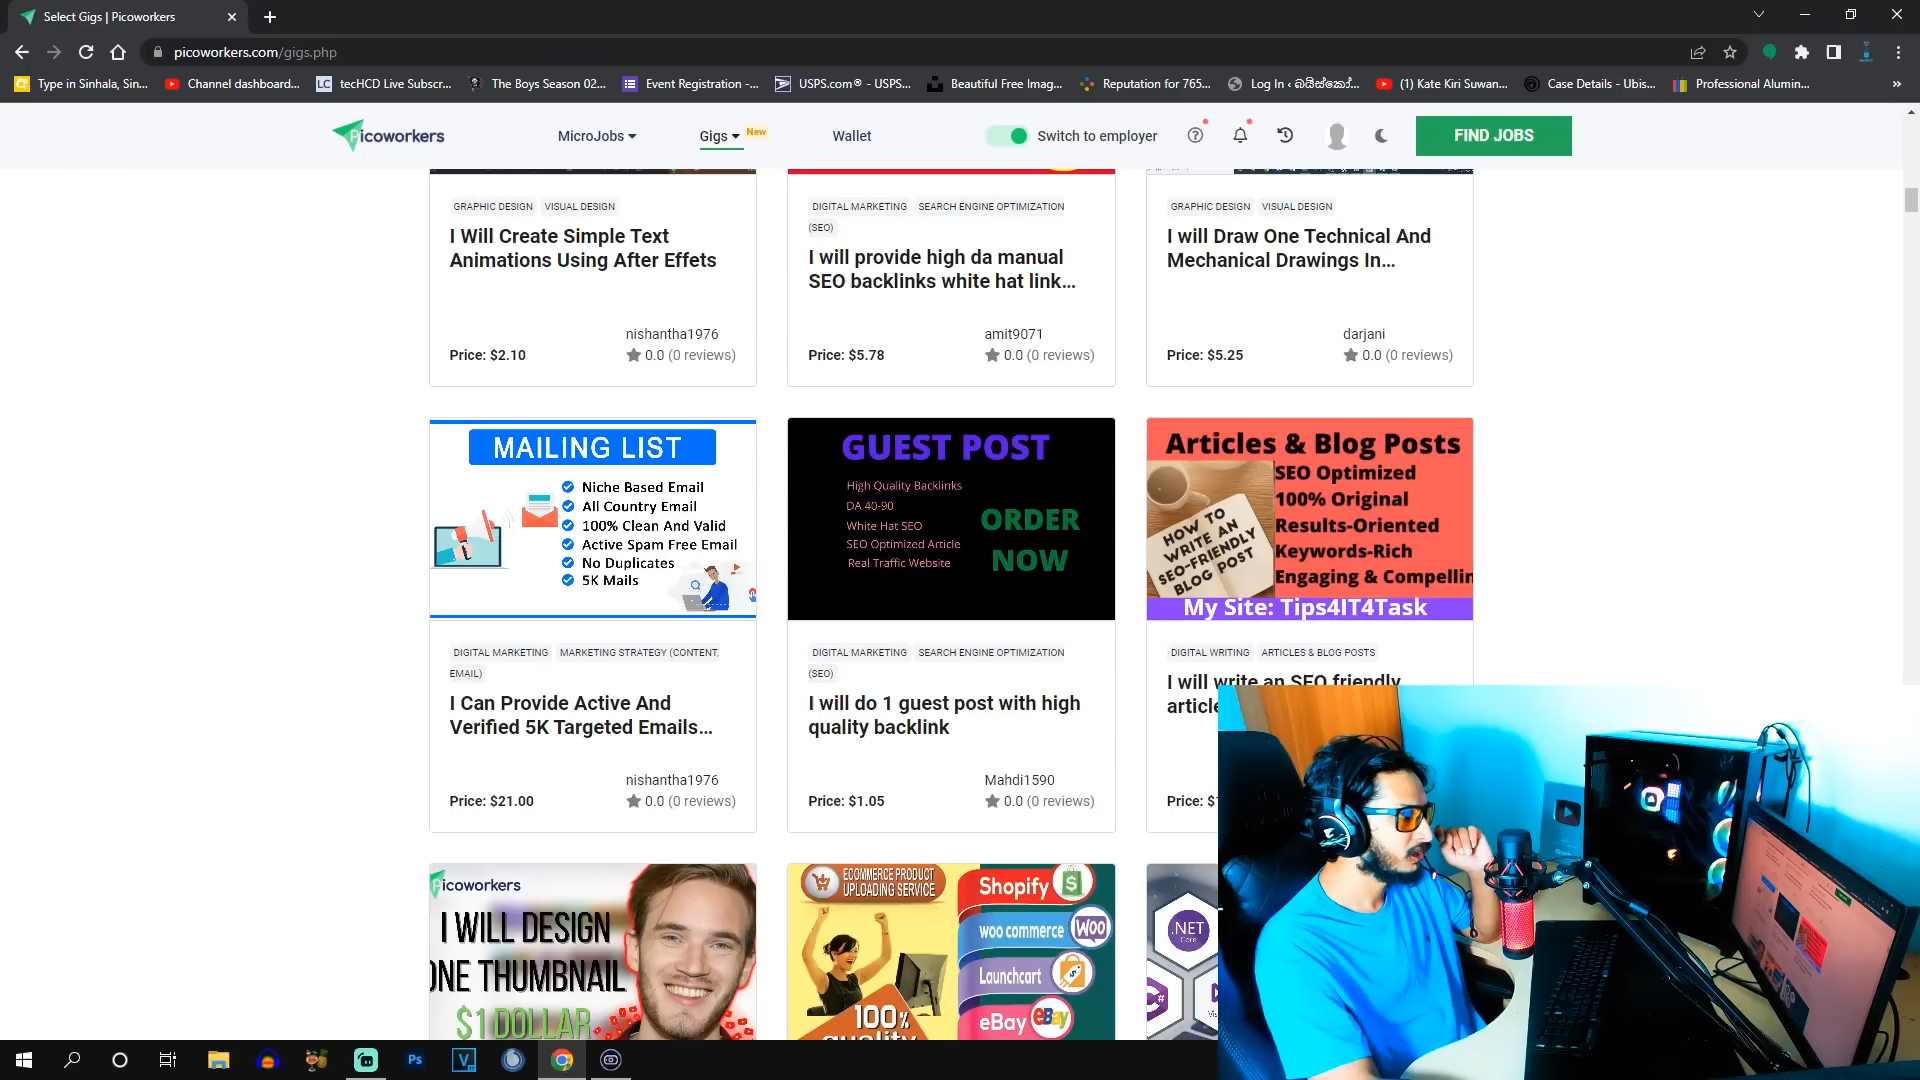 Select Gigs | Picoworkers
picoworkers.com/gigs.php
Type in Sinhala, Sin...
Channel dashboard...
LC tecHCD Live Subscr...
The Boys Season 02...
Event Registration -...
USPS.com® - USPS...
Beautiful Free Imag...
Reputation for 765...
Log In ‹ බයිස්කෝ...
(1) Kate Kiri Suwan...
Case Details - Ubis...
Professional Alumin...
Picoworkers
MicroJobs
Gigs New
Wallet
Switch to employer
FIND JOBS
GRAPHIC DESIGN VISUAL DESIGN
I Will Create Simple Text
Animations Using After Effets
nishantha1976
Price: $2.10
0.0 (0 reviews)
DIGITAL MARKETING SEARCH ENGINE OPTIMIZATION
(SEO)
I will provide high da manual
SEO backlinks white hat link...
amit9071
Price: $5.78
0.0 (0 reviews)
GRAPHIC DESIGN VISUAL DESIGN
I will Draw One Technical And
Mechanical Drawings In...
darjani
Price: $5.25
0.0 (0 reviews)
MAILING LIST
Niche Based Email
All Country Email
100% Clean And Valid
Active Spam Free Email
No Duplicates
5K Mails
DIGITAL MARKETING MARKETING STRATEGY (CONTENT,
EMAIL)
I Can Provide Active And
Verified 5K Targeted Emails...
nishantha1976
Price: $21.00
0.0 (0 reviews)
GUEST POST
High Quality Backlinks
DA 40-90
White Hat SEO
SEO Optimized Article
Real Traffic Website
ORDER
NOW
DIGITAL MARKETING SEARCH ENGINE OPTIMIZATION
(SEO)
I will do 1 guest post with high
quality backlink
Mahdi1590
Price: $1.05
0.0 (0 reviews)
Articles & Blog Posts
SEO Optimized
100% Original
Results-Oriented
Keywords-Rich
Engaging & Compellin
HOW TO
WRITE AN
SEO-FRIENDLY
BLOG POST
My Site: Tips4IT4Task
DIGITAL WRITING ARTICLES & BLOG POSTS
I will write an SEO friendly
article
Price: $
Picoworkers
I WILL DESIGN
ONE THUMBNAIL
$1 DOLLAR
ECOMMERCE PRODUCT
UPLOADING SERVICE
Shopify
woo commerce WOO
Launchcart
eBay ebay
100%
quality
.NET
Core
C#
Ps
V